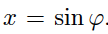 x = sin φ.